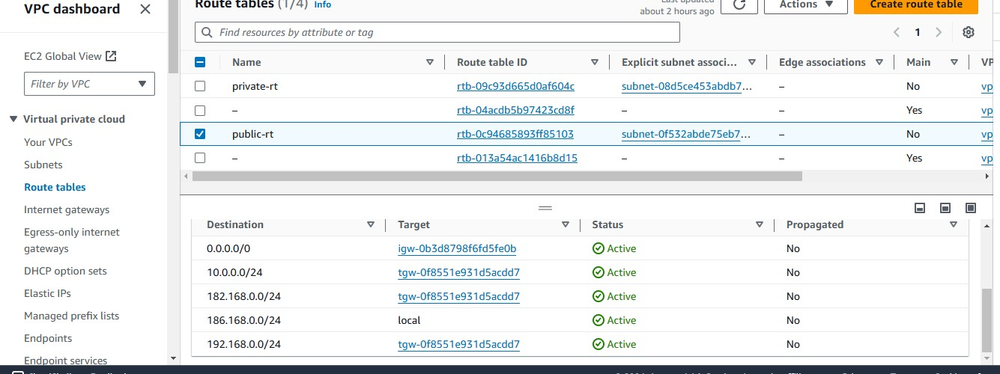 VPC dashboard
Route tables (1/4) Info
Last updated
about 2 hours ago
Actions
Create route table
Find resources by attribute or tag
1
EC2 Global View
Filter by VPC
Virtual private cloud
Your VPCs
Subnets
Route tables
Internet gateways
Egress-only internet
gateways
DHCP option sets
Elastic IPs
Managed prefix lists
Endpoints
Endpoint services
Name Route table ID Explicit subnet associ... Edge associations Main VP
private-rt rtb-09c93d665d0af604c subnet-08d5ce453abdb7... – No vp
– rtb-04acdb5b97423cd8f – – Yes vp
public-rt rtb-0c94685893ff85103 subnet-0f532abde75eb7... – No vp
– rtb-013a54ac1416b8d15 – – Yes vp
Destination Target Status Propagated
0.0.0.0/0 igw-0b3d8798f6fd5fe0b Active No
10.0.0.0/24 tgw-0f8551e931d5acdd7 Active No
182.168.0.0/24 tgw-0f8551e931d5acdd7 Active No
186.168.0.0/24 local Active No
192.168.0.0/24 tgw-0f8551e931d5acdd7 Active No